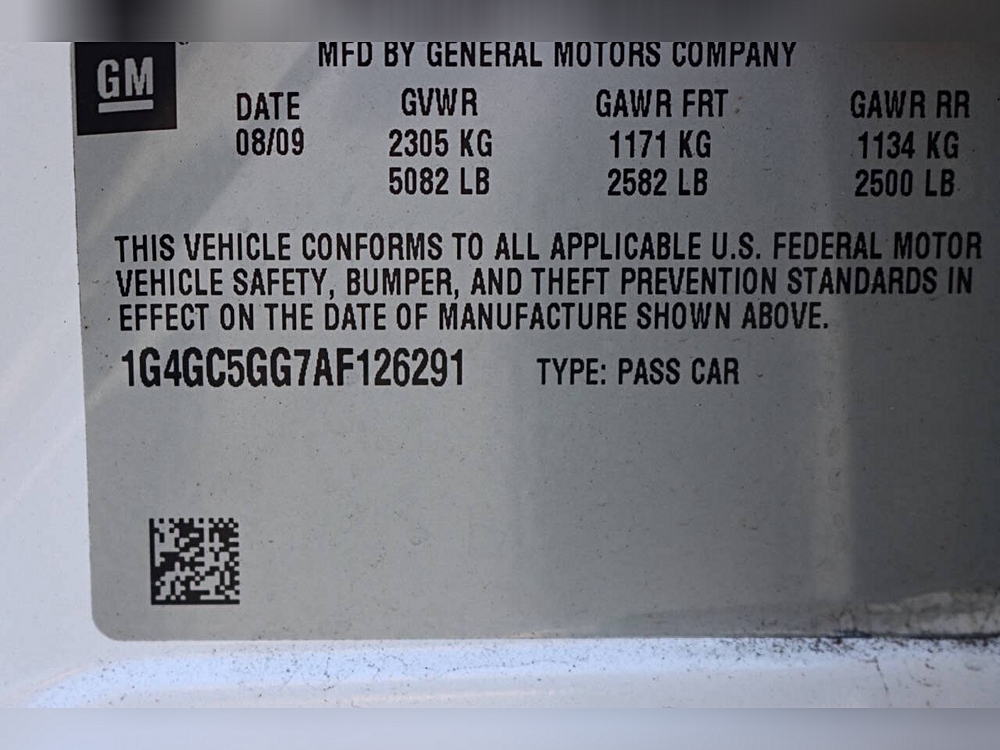 GM
MFD BY GENERAL MOTORS COMPANY
DATE GVWR GAWR FRT GAWR RR
08/09 2305 KG 1171 KG 1134 KG
5082 LB 2582 LB 2500 LB
THIS VEHICLE CONFORMS TO ALL APPLICABLE U.S. FEDERAL MOTOR
VEHICLE SAFETY, BUMPER, AND THEFT PREVENTION STANDARDS IN
EFFECT ON THE DATE OF MANUFACTURE SHOWN ABOVE.
1G4GC5GG7AF126291 TYPE: PASS CAR